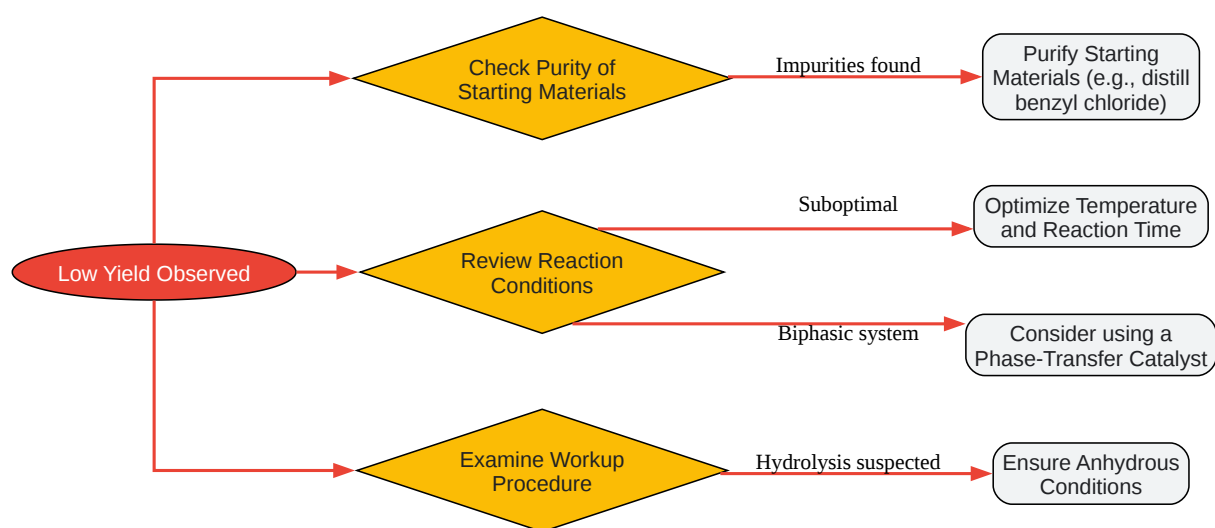 Check Purity of
Starting Materials
Impurities found
Purify Starting
Materials (e.g., distill
benzyl chloride)
Low Yield Observed
Review Reaction
Conditions
Suboptimal
Optimize Temperature
and Reaction Time
Biphasic system
Consider using a
Phase-Transfer Catalyst
Examine Workup
Procedure
Hydrolysis suspected
Ensure Anhydrous
Conditions